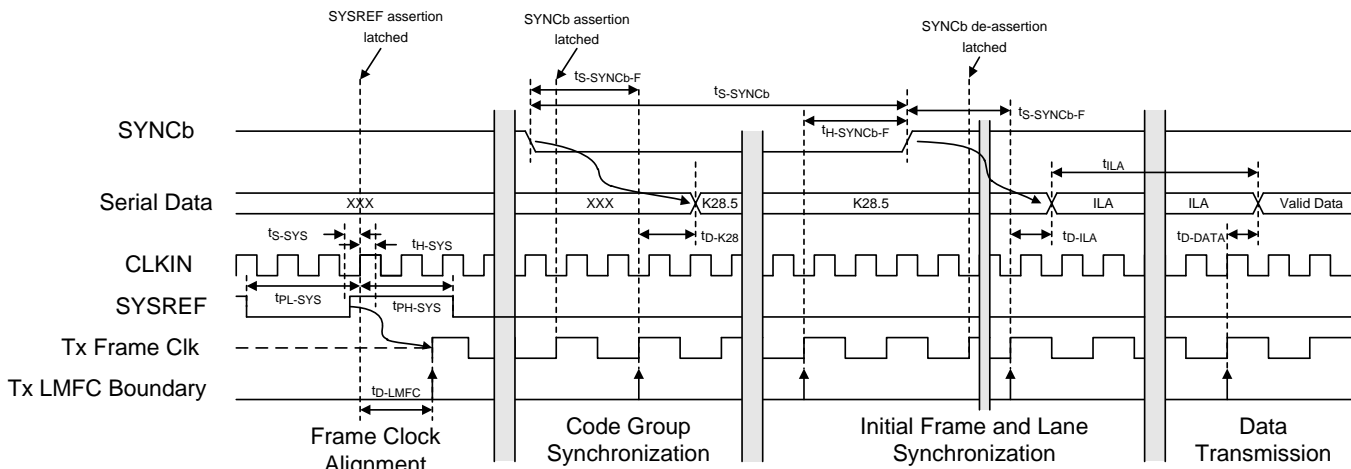 SYSREF assertion
latched
SYNCb assertion
latched
SYNCb de-assertion
latched
tS-SYNCb-F
tS-SYNCb
tS-SYNCb-F
tH-SYNCb-F
SYNCb
tILA
Serial Data
XXX
XXX
K28.5
K28.5
ILA
ILA
Valid Data
tS-SYS
tH-SYS
tD-K28
tD-ILA
tD-DATA
CLKIN
tPL-SYS
tPH-SYS
SYSREF
Tx Frame Clk
Tx LMFC Boundary
tD-LMFC
Frame Clock
Alignment
Code Group
Synchronization
Initial Frame and Lane
Synchronization
Data
Transmission